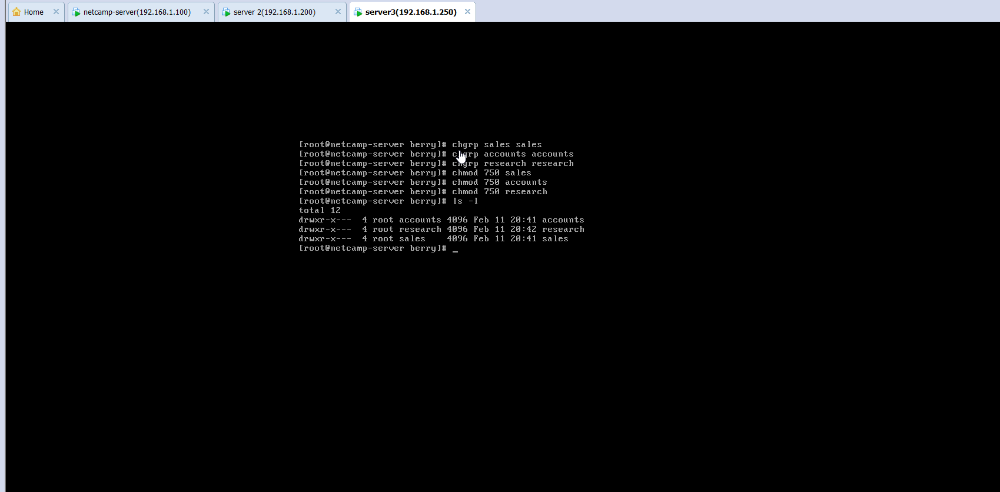 Home
netcamp-server(192.168.1.100)
server 2(192.168.1.200)
server3(192.168.1.250)
[root@netcamp-server berry]# chgrp sales sales
[root@netcamp-server berry]# chgrp accounts accounts
[root@netcamp-server berry]# chgrp research research
[root@netcamp-server berry]# chmod 750 sales
[root@netcamp-server berry]# chmod 750 accounts
[root@netcamp-server berry]# chmod 750 research
[root@netcamp-server berry]# ls -l
total 12
drwxr-x---  4 root accounts 4096 Feb 11 20:41 accounts
drwxr-x---  4 root research 4096 Feb 11 20:42 research
drwxr-x---  4 root sales    4096 Feb 11 20:41 sales
[root@netcamp-server berry]# _